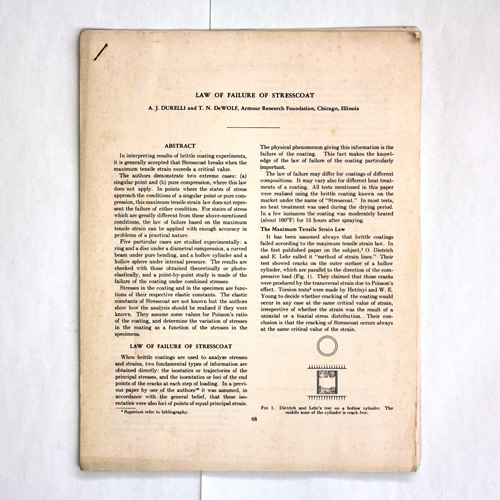 LAW OF FAILURE OF STRESSCOAT
A. J. DURELLI and T. N. DeWOLF, Armour Research Foundation, Chicago, Illinois
ABSTRACT
In interpreting results of brittle coating experiments,
it is generally accepted that Stresscoat breaks when the
maximum tensile strain exceeds a critical value.
The authors demonstrate two extreme cases: (a)
singular point and (b) pure compression, where this law
does not apply. In points where the states of stress
approach the conditions of a singular point or pure com-
pression, this maximum tensile strain law does not repre-
sent the failure of either condition. For states of stress
which are greatly different from these above-mentioned
conditions, the law of failure based on the maximum
tensile strain can be applied with enough accuracy in
problems of a practical nature.
Five particular cases are studied experimentally: a
ring and a disc under a diametral compression, a curved
beam under pure bending, and a hollow cylinder and a
hollow sphere under internal pressure. The results are
checked with those obtained theoretically or photo-
elastically, and a point-by-point study is made of the
failure of the coating under combined stresses.
Stresses in the coating and in the specimen are func-
tions of their respective elastic constants. The elastic
constants of Stresscoat are not known but the authors
show how the analysis should be realized if they were
known. They assume some values for Poisson's ratio
of the coating, and determine the variation of stresses
in the coating as a function of the stresses in the
specimens.
LAW OF FAILURE OF STRESSCOAT
When brittle coatings are used to analyze stresses
and strains, two fundamental types of information are
obtained directly: the isostatics or trajectories of the
principal stresses, and the isoentatics or loci of the end
points of the cracks at each step of loading. In a previ-
ous paper by one of the authors it was assumed, in
accordance with the general belief, that these iso-
entatics were also loci of points of equal principal strain.
* Superiors refer to bibliography.
The physical phenomenon giving this information is the
failure of the coating. This fact makes the knowl-
edge of the law of failure of the coating particularly
important.
The law of failure may differ for coatings of different
compositions. It may vary also for different heat treat-
ments of a coating. All tests mentioned in this paper
were realized using the brittle coating known on the
market under the name of "Stresscoat." In most tests,
no heat treatment was used during the drying period.
In a few instances the coating was moderately heated
(about 100°F) for 15 hours after spraying.
The Maximum Tensile Strain Law
It has been always assumed that brittle coatings
failed according to the maximum tensile strain law. In
the first published paper on the subject, O. Dietrich
and E. Lehr called it "method of strain lines." Their
test showed cracks on the outer surface of a hollow
cylinder, which are parallel to the direction of the com-
pressive load (Fig. 1). They claimed that those cracks
were produced by the transversal strain due to Poisson's
effect. Torsion tests were made by Hetényi and W. E.
Young to decide whether cracking of the coating would
occur in any case at the same critical value of strain,
irrespective of whether the strain was the result of a
uniaxial or a biaxial stress distribution. Their con-
clusion is that the cracking of Stresscoat occurs always
at the same critical value of the strain.
FIG 1. Dietrich and Lehr's test on a hollow cylinder. The
middle zone of the cylinder is crack free.
68